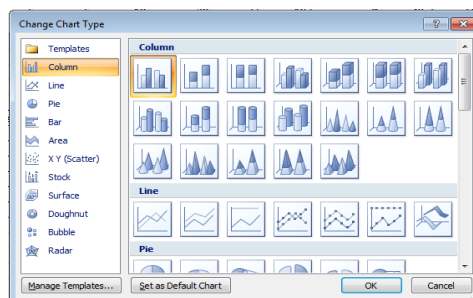 Change Chart Type
Templates
Column
Line
Pie
Bar
Area
X Y (Scatter)
Stock
Surface
Doughnut
Bubble
Radar
Column
Line
Pie
Manage Templates...
Set as Default Chart
OK
Cancel